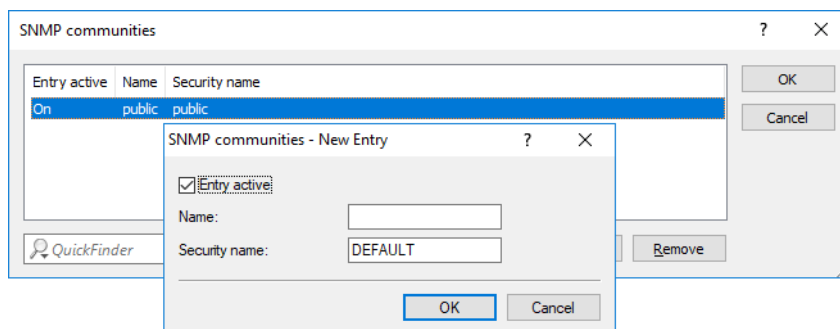 SNMP communities
Entry active Name Security name
OK
On public public
Cancel
SNMP communities - New Entry
Entry active
Name:
Security name: DEFAULT
QuickFinder
Remove
OK Cancel